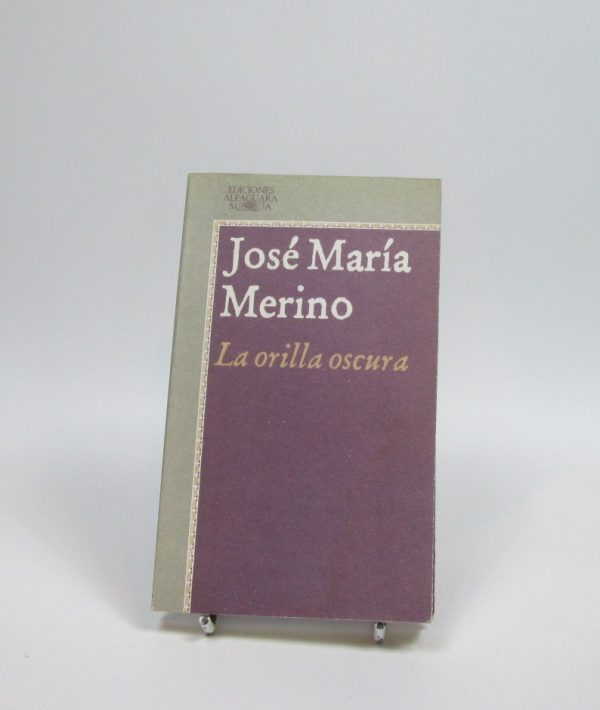 EDICIONES
ALFAGUARA
S. A.
José María
Merino
La orilla oscura